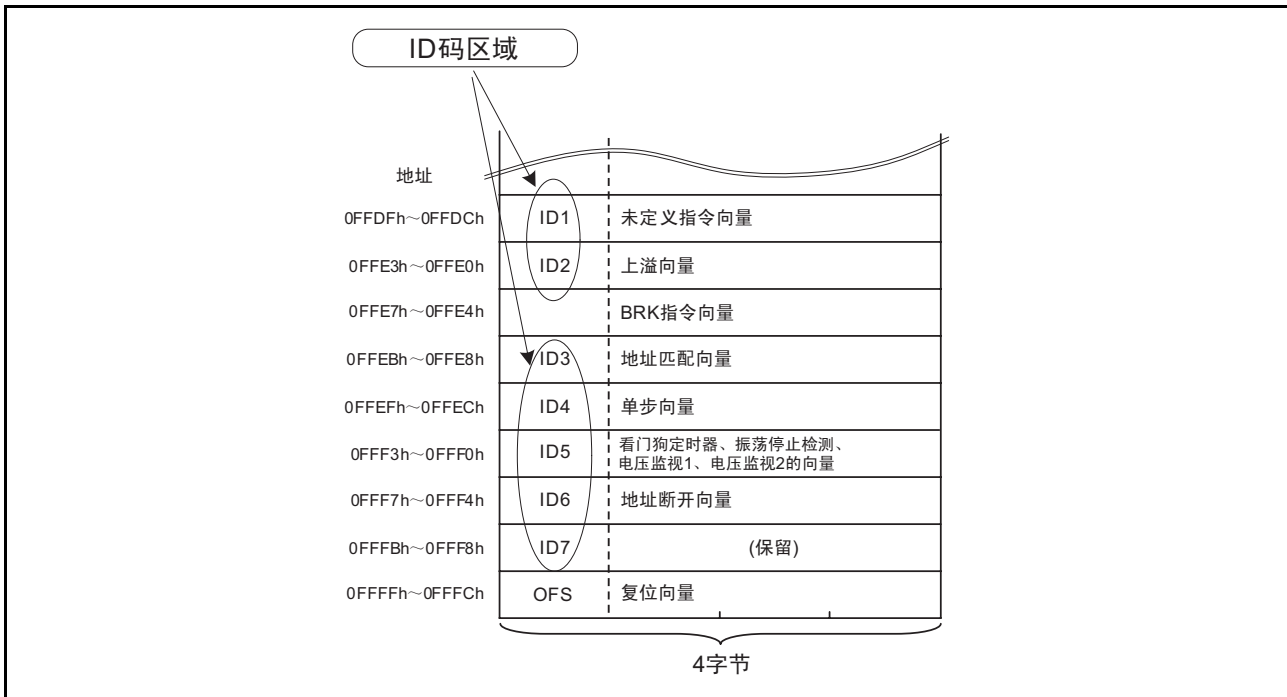 ID码区域
地址
0FFDFh～0FFDCh ID1 未定义指令向量
0FFE3h～0FFE0h ID2 上溢向量
0FFE7h～0FFE4h BRK指令向量
0FFEBh～0FFE8h ID3 地址匹配向量
0FFEFh～0FFECh ID4 单步向量
0FFF3h～0FFF0h ID5 看门狗定时器、振荡停止检测、
电压监视1、电压监视2的向量
0FFF7h～0FFF4h ID6 地址断开向量
0FFFBh～0FFF8h ID7 (保留)
0FFFFh～0FFFCh OFS 复位向量
4字节